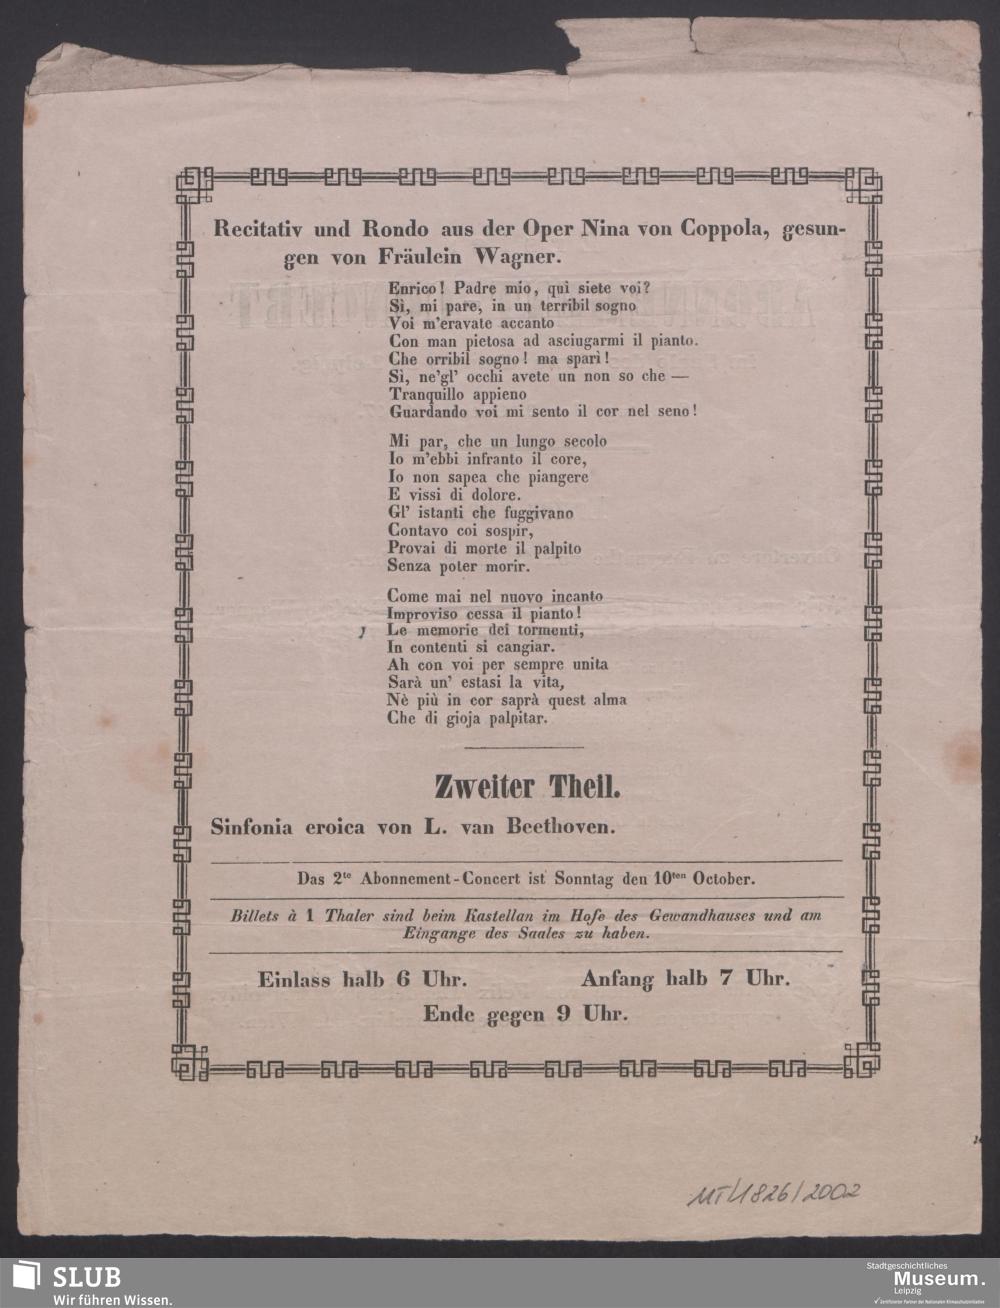 Recitativ und Rondo aus der Oper Nina von Coppola, gesun-
gen von Fräulein Wagner.
Enrico! Padre mio, qui siete voi?
Sì, mi pare, in un terribil sogno
Voi m'eravate accanto
Con man pietosa ad asciugarmi il pianto.
Che orribil sogno! ma sparì!
Sì, ne'gl' occhi avete un non so che —
Tranquillo appieno
Guardando voi mi sento il cor nel seno!
Mi par, che un lungo secolo
Io m'ebbi infranto il core,
Io non sapea che piangere
E vissi di dolore.
Gl' istanti che fuggivano
Contavo coi sospir,
Provai di morte il palpito
Senza poter morir.
Come mai nel nuovo incanto
Improviso cessa il pianto!
Le memorie dei tormenti,
In contenti si cangiar.
Ah con voi per sempre unita
Sarà un' estasi la vita,
Nè più in cor saprà quest alma
Che di gioja palpitar.
Zweiter Theil.
Sinfonia eroica von L. van Beethoven.
Das 2te Abonnement-Concert ist Sonntag den 10ten October.
Billets à 1 Thaler sind beim Kastellan im Hofe des Gewandhauses und am
Eingange des Saales zu haben.
Einlass halb 6 Uhr. Anfang halb 7 Uhr.
Ende gegen 9 Uhr.
MT/1826/2002
SLUB
Wir führen Wissen.
Stadtgeschichtliches
Museum.
Leipzig
Zertifizierter Partner der Nationalen Klimaschutzinitiative